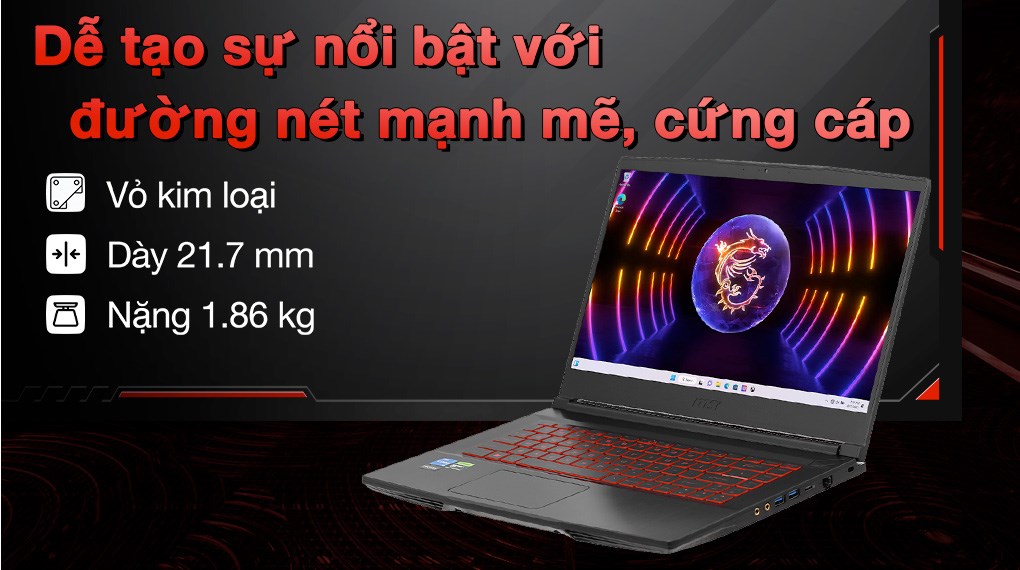 Dễ tạo sự nổi bật với
đường nét mạnh mẽ, cứng cáp
Vỏ kim loại
Dày 21.7 mm
Nặng 1.86 kg
msi